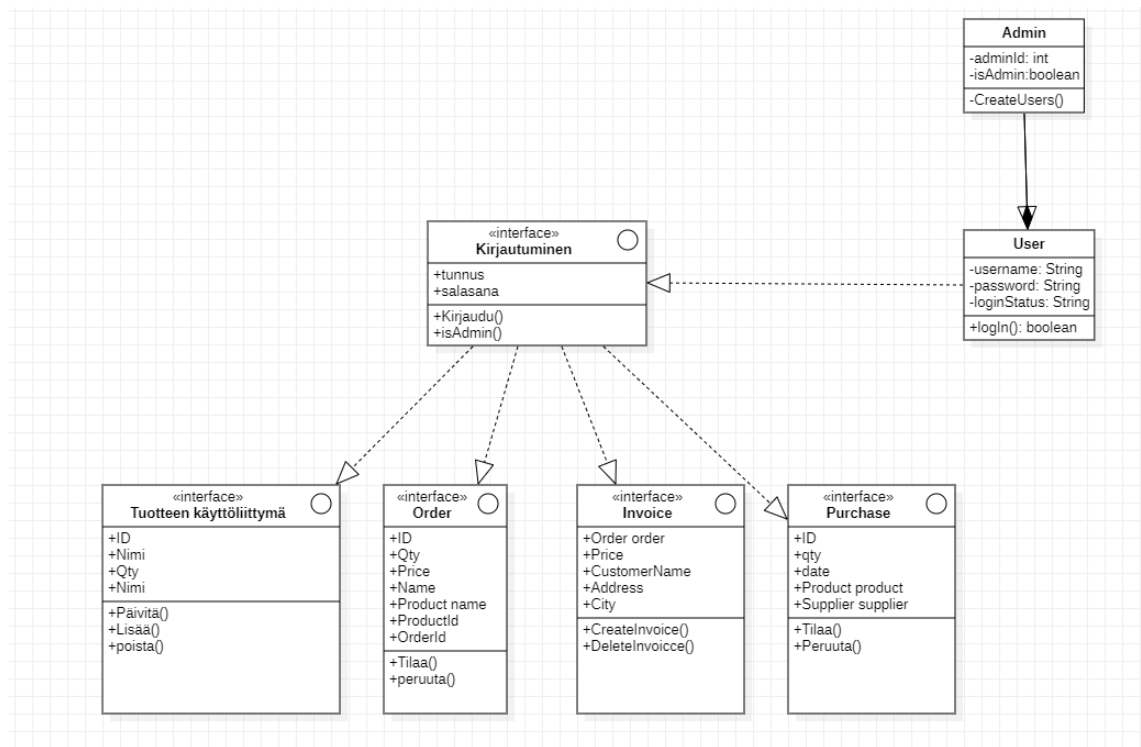 Admin
-adminId: int
-isAdmin:boolean
-CreateUsers()
«interface»
Kirjautuminen
+tunnus
+salasana
+Kirjaudu()
+isAdmin()
User
-username: String
-password: String
-loginStatus: String
+logIn(): boolean
«interface»
Tuotteen käyttöliittymä
+ID
+Nimi
+Qty
+Nimi
+Päivitä()
+Lisää()
+poista()
«interface»
Order
+ID
+Qty
+Price
+Name
+Product name
+ProductId
+OrderId
+Tilaa()
+peruuta()
«interface»
Invoice
+Order order
+Price
+CustomerName
+Address
+City
+CreateInvoice()
+DeleteInvoicce()
«interface»
Purchase
+ID
+qty
+date
+Product product
+Supplier supplier
+Tilaa()
+Peruuta()